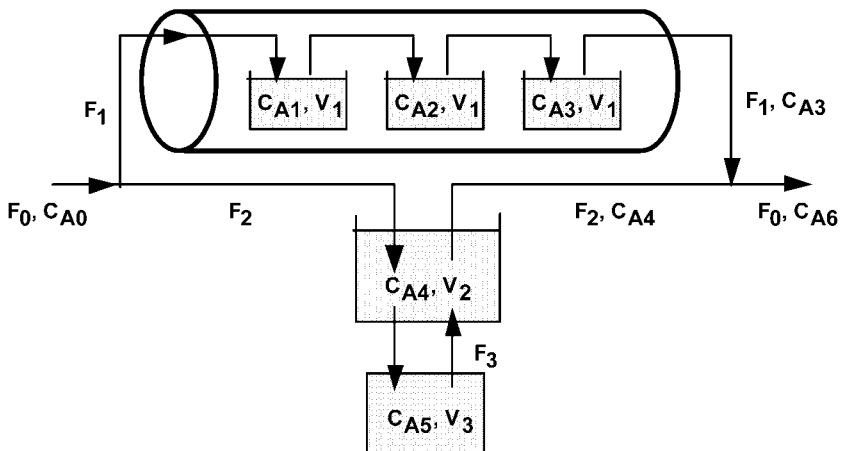 C_A1, V_1
C_A2, V_1
C_A3, V_1
F_1
F_1, C_A3
F_0, C_A0
F_2
F_2, C_A4
F_0, C_A6
C_A4, V_2
F_3
C_A5, V_3